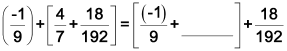 (-1/9) + [4/7 + 18/192] = [(-1)/9 + ______] + 18/192